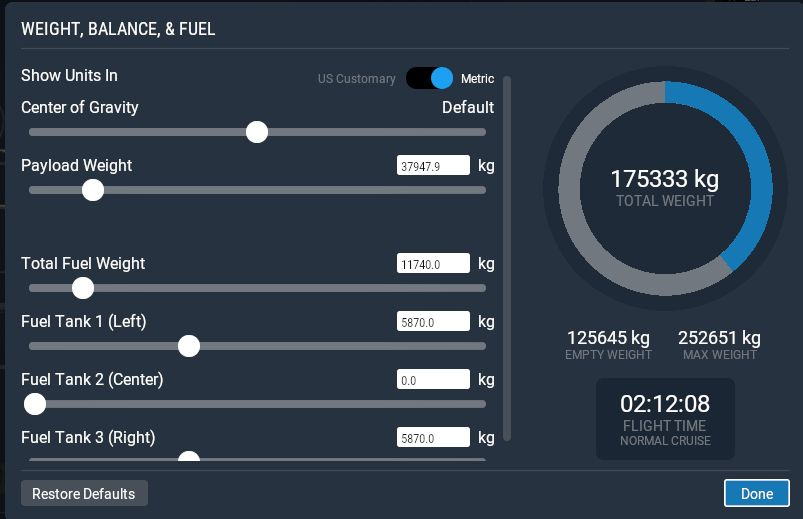 WEIGHT, BALANCE, & FUEL
Show Units In
US Customary Metric
Center of Gravity Default
Payload Weight 37947.9 kg
Total Fuel Weight 11740.0 kg
Fuel Tank 1 (Left) 5870.0 kg
Fuel Tank 2 (Center) 0.0 kg
Fuel Tank 3 (Right) 5870.0 kg
175333 kg
TOTAL WEIGHT
125645 kg 252651 kg
EMPTY WEIGHT MAX WEIGHT
02:12:08
FLIGHT TIME
NORMAL CRUISE
Restore Defaults Done